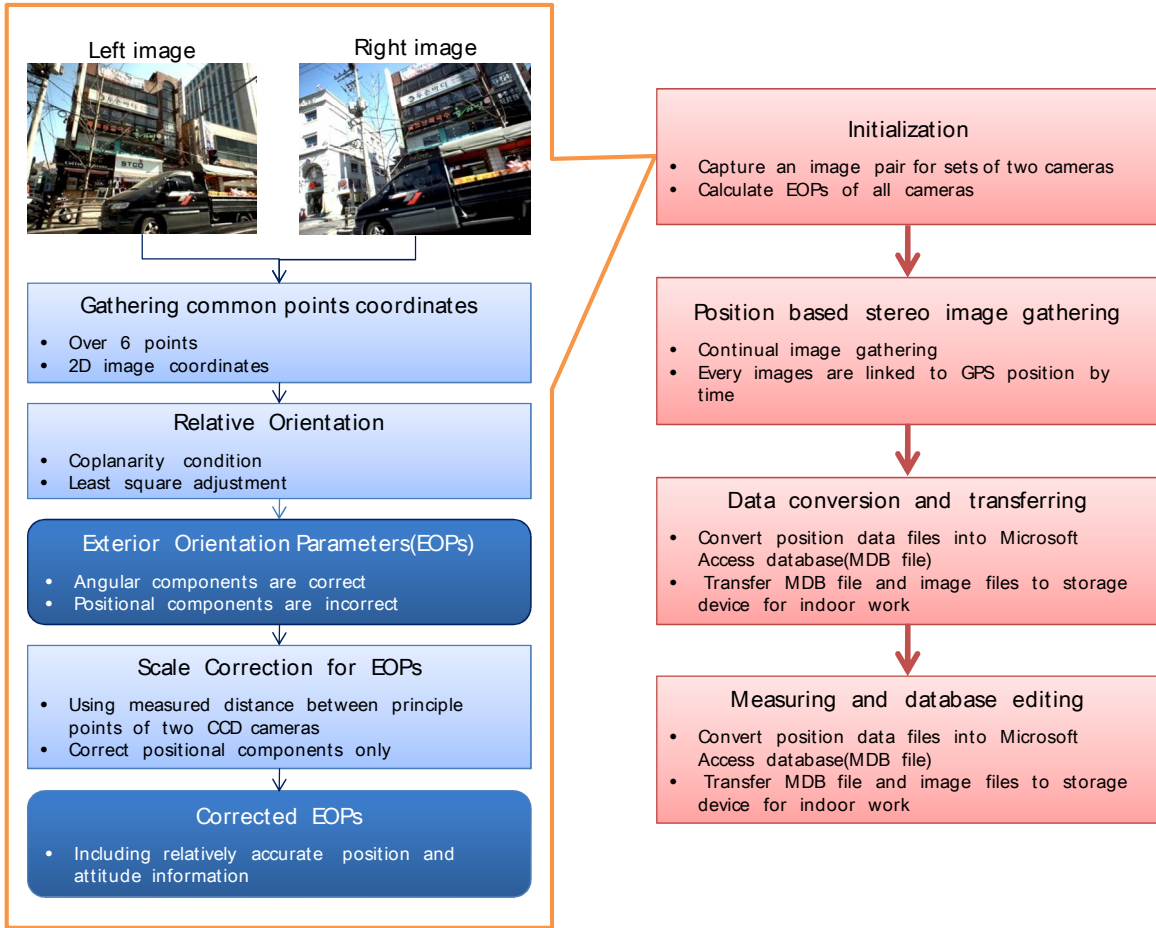 Left image
Right image
STCO
Gathering common points coordinates
• Over 6 points
• 2D image coordinates
Relative Orientation
• Coplanarity condition
• Least square adjustment
Exterior Orientation Parameters(EOPs)
• Angular components are correct
• Positional components are incorrect
Scale Correction for EOPs
• Using measured distance between principle
points of two CCD cameras
• Correct positional components only
Corrected EOPs
• Including relatively accurate position and
attitude information
Initialization
• Capture an image pair for sets of two cameras
• Calculate EOPs of all cameras
Position based stereo image gathering
• Continual image gathering
• Every images are linked to GPS position by
time
Data conversion and transferring
• Convert position data files into Microsoft
Access database(MDB file)
• Transfer MDB file and image files to storage
device for indoor work
Measuring and database editing
• Convert position data files into Microsoft
Access database(MDB file)
• Transfer MDB file and image files to storage
device for indoor work